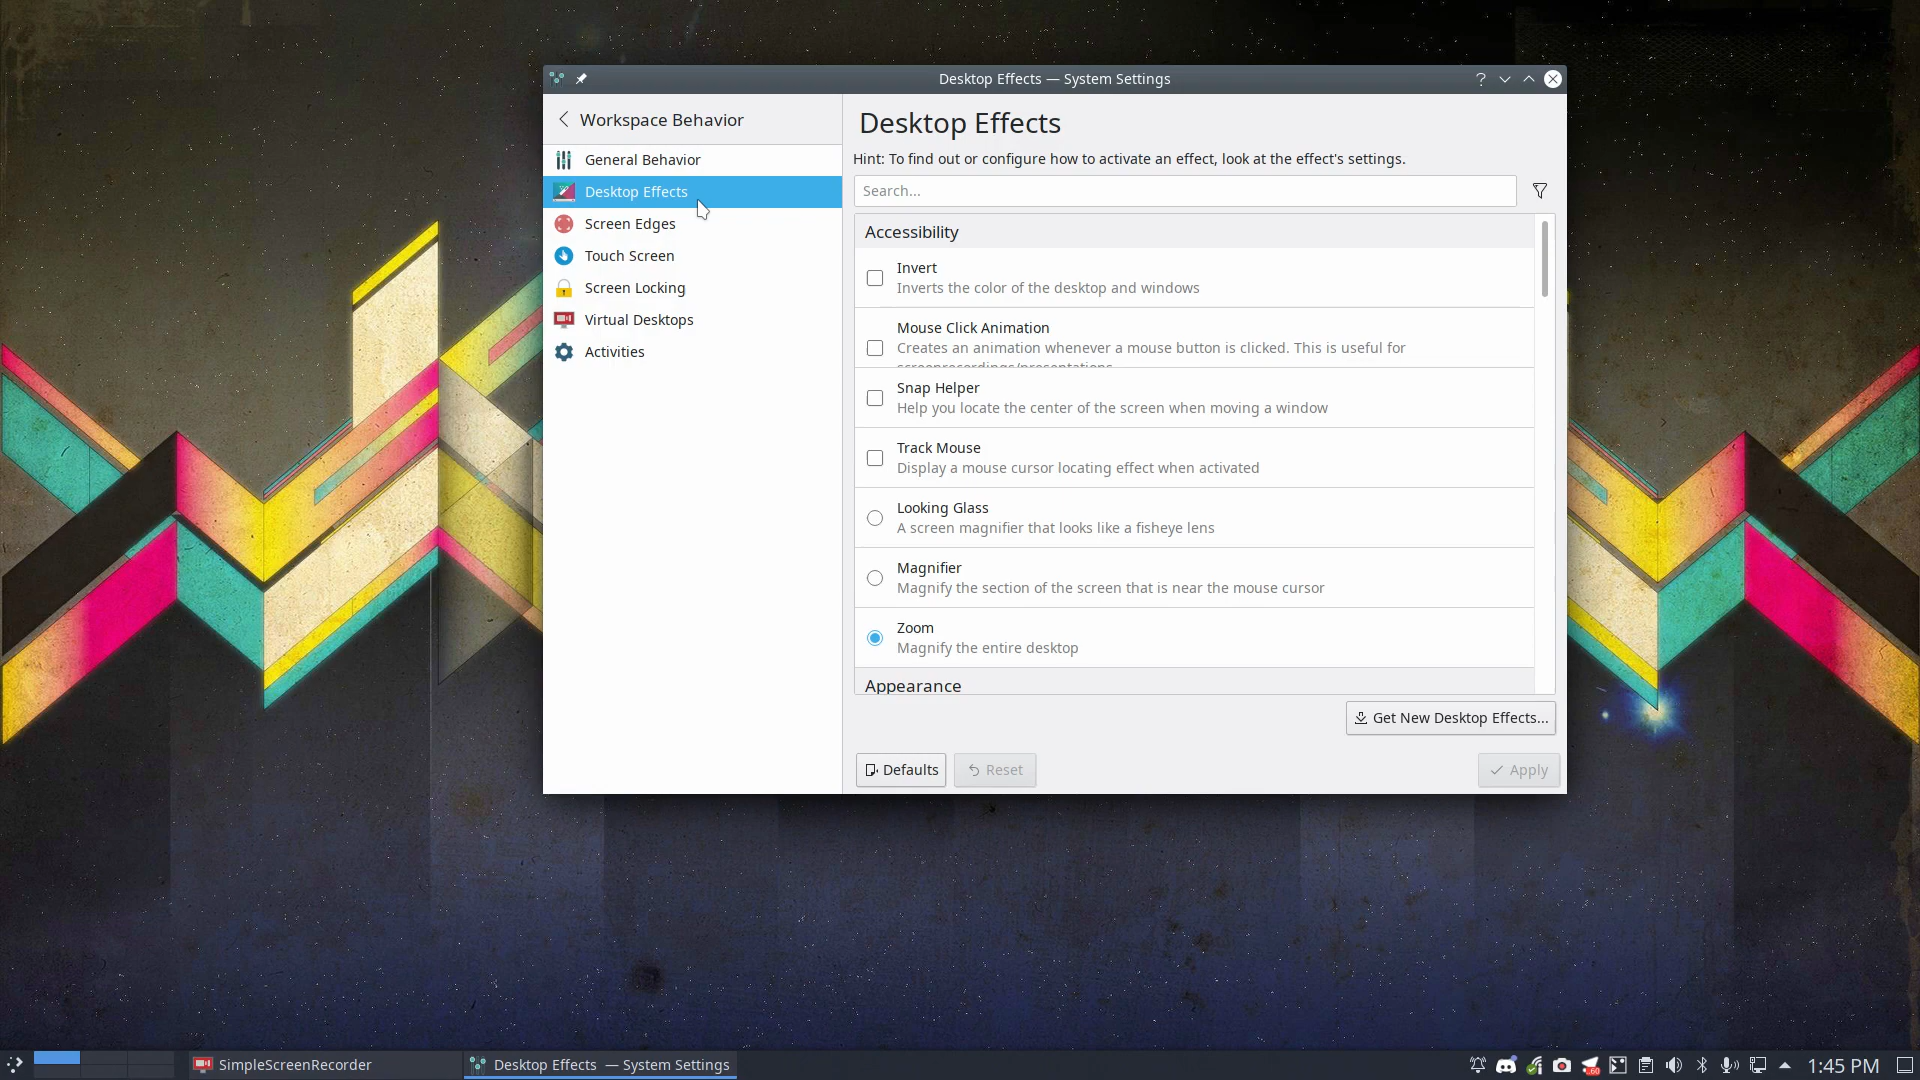 Desktop Effects — System Settings
Workspace Behavior
General Behavior
Desktop Effects
Screen Edges
Touch Screen
Screen Locking
Virtual Desktops
Activities
Desktop Effects
Hint: To find out or configure how to activate an effect, look at the effect's settings.
Search...
Accessibility
Invert
Inverts the color of the desktop and windows
Mouse Click Animation
Creates an animation whenever a mouse button is clicked. This is useful for
screenrecordings/presentations
Snap Helper
Help you locate the center of the screen when moving a window
Track Mouse
Display a mouse cursor locating effect when activated
Looking Glass
A screen magnifier that looks like a fisheye lens
Magnifier
Magnify the section of the screen that is near the mouse cursor
Zoom
Magnify the entire desktop
Appearance
Get New Desktop Effects...
Defaults
Reset
Apply
SimpleScreenRecorder
Desktop Effects — System Settings
60
1:45 PM